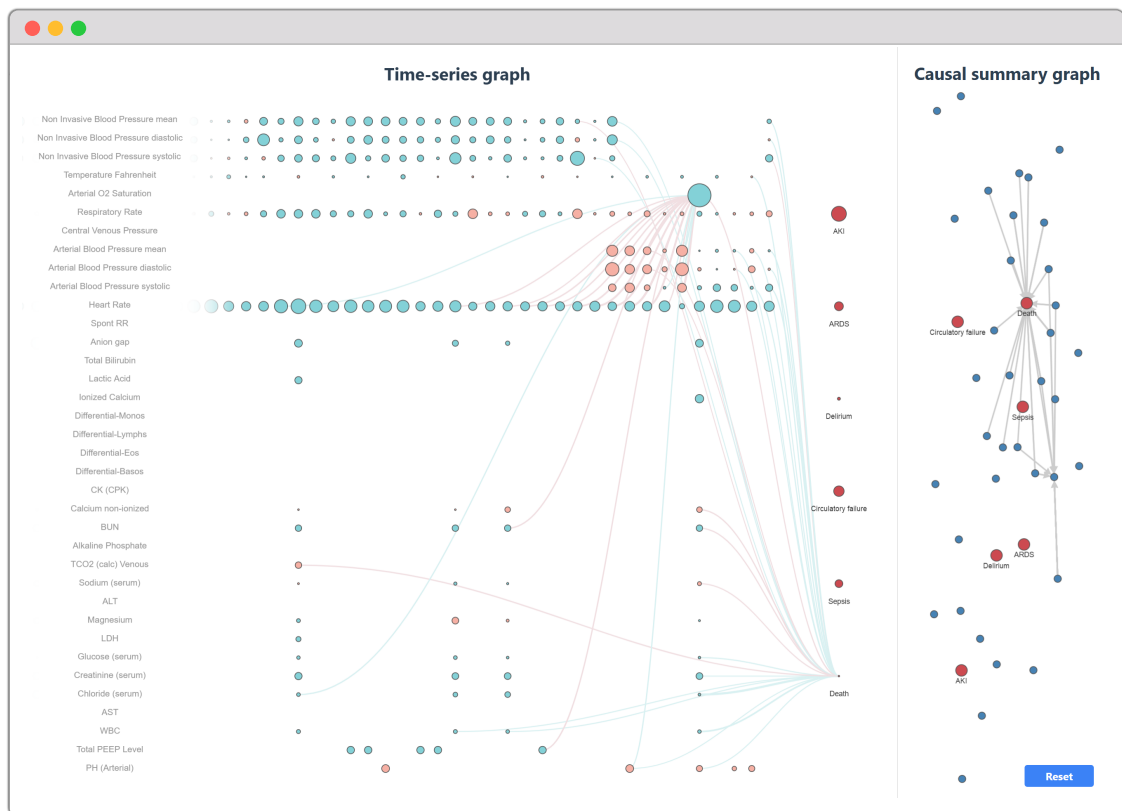 Time-series graph
Causal summary graph
Non Invasive Blood Pressure mean
Non Invasive Blood Pressure diastolic
Non Invasive Blood Pressure systolic
Temperature Fahrenheit
Arterial O2 Saturation
Respiratory Rate
Central Venous Pressure
Arterial Blood Pressure mean
Arterial Blood Pressure diastolic
Arterial Blood Pressure systolic
Heart Rate
Spont RR
Anion gap
Total Bilirubin
Lactic Acid
Ionized Calcium
Differential-Monos
Differential-Lymphs
Differential-Eos
Differential-Basos
CK (CPK)
Calcium non-ionized
BUN
Alkaline Phosphate
TCO2 (calc) Venous
Sodium (serum)
ALT
Magnesium
LDH
Glucose (serum)
Creatinine (serum)
Chloride (serum)
AST
WBC
Total PEEP Level
PH (Arterial)
AKI
ARDS
Delirium
Circulatory failure
Sepsis
Death
Death
Circulatory failure
Sepsis
ARDS
Delirium
AKI
Reset